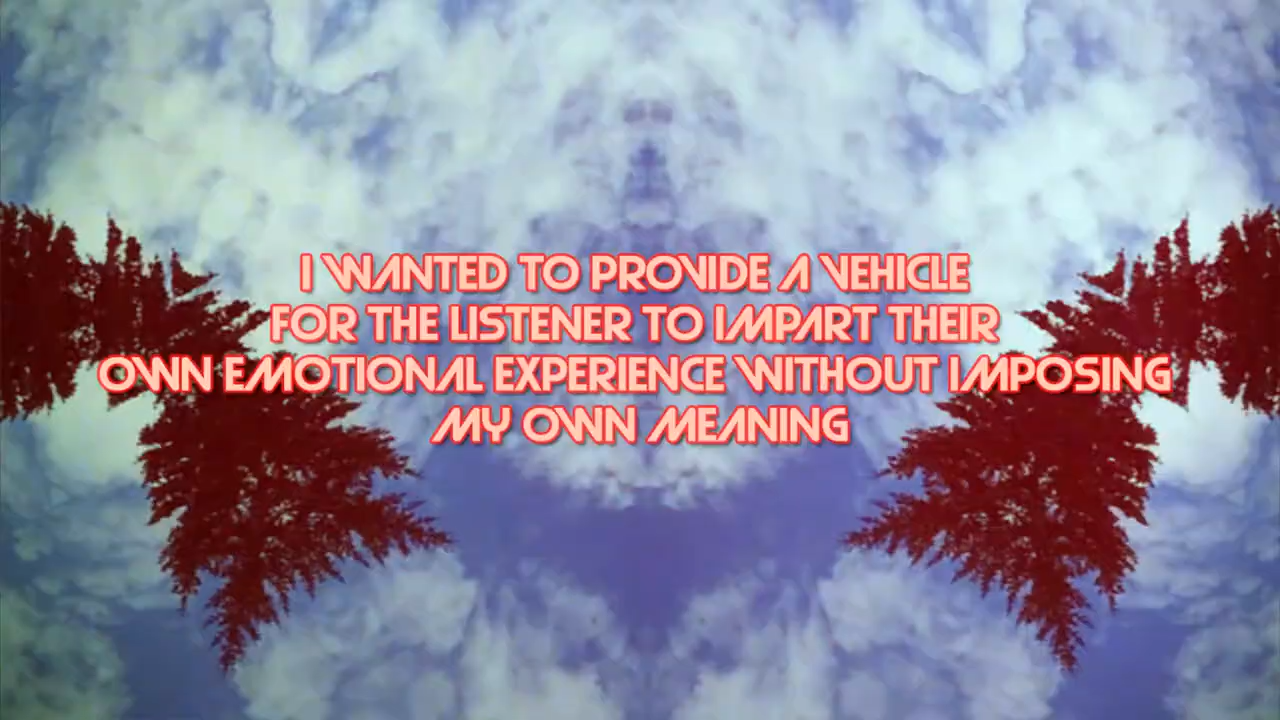 I WANTED TO PROVIDE A VEHICLE
FOR THE LISTENER TO IMPART THEIR
OWN EMOTIONAL EXPERIENCE WITHOUT IMPOSING
MY OWN MEANING